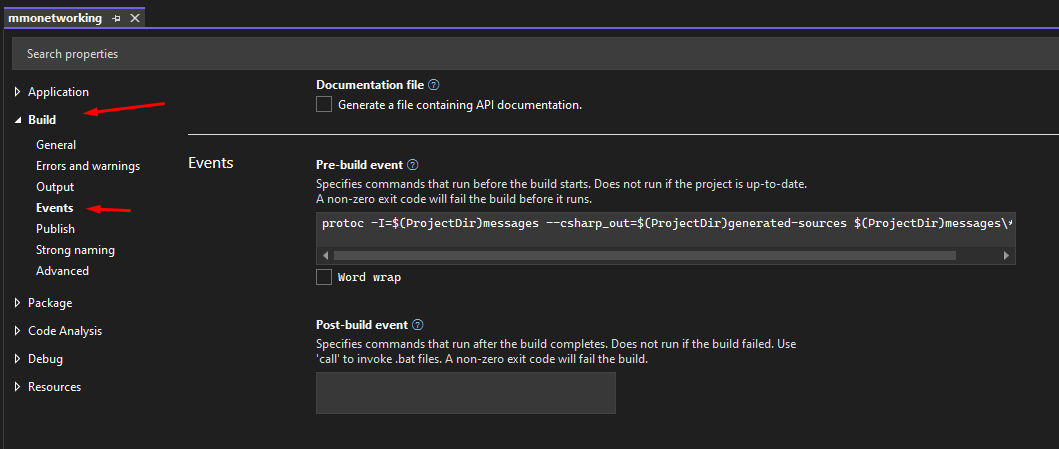 mmonetworking
Search properties
Application
Build
General
Errors and warnings
Output
Events
Publish
Strong naming
Advanced
Package
Code Analysis
Debug
Resources
Documentation file
Generate a file containing API documentation.
Events
Pre-build event
Specifies commands that run before the build starts. Does not run if the project is up-to-date.
A non-zero exit code will fail the build before it runs.
protoc -I=$(ProjectDir)messages --csharp_out=$(ProjectDir)generated-sources $(ProjectDir)messages\
Word wrap
Post-build event
Specifies commands that run after the build completes. Does not run if the build failed. Use
'call' to invoke .bat files. A non-zero exit code will fail the build.